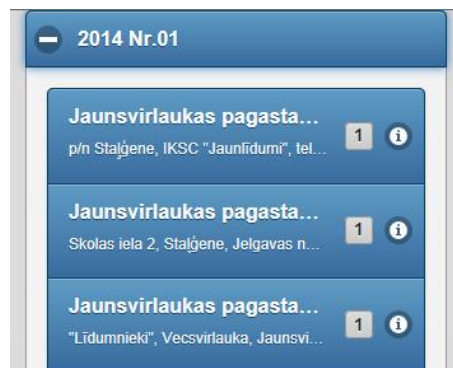 2014 Nr.01
Jaunsvirlaukas pagasta...
p/n Staļģene, IKSC "Jaunlīdumi", tel...
1
Jaunsvirlaukas pagasta...
Skolas iela 2, Staļģene, Jelgavas n...
1
Jaunsvirlaukas pagasta...
"Līdumnieki", Vecsvirlauka, Jaunsvi...
1